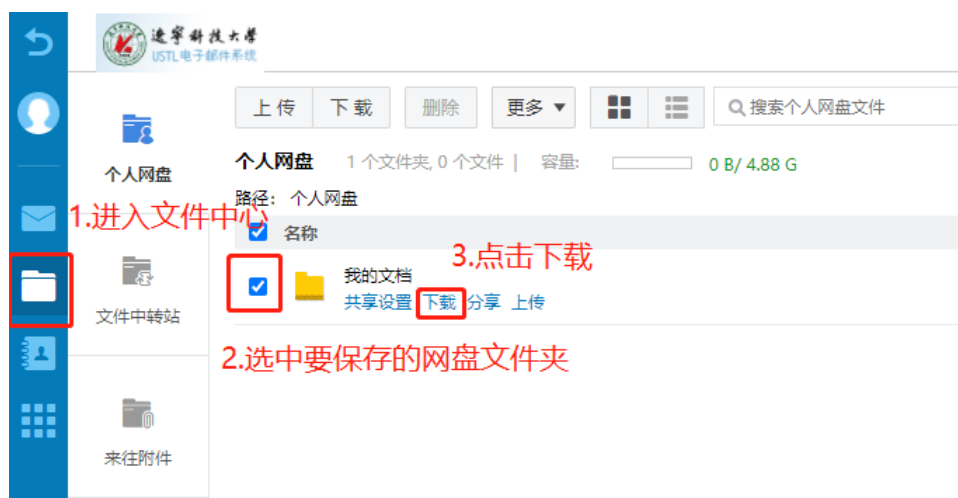 辽宁科技大学
USTL电子邮件系统
上传 下载 删除 更多 ▼ 搜索个人网盘文件
个人网盘
个人网盘 1 个文件夹, 0 个文件 | 容量: 0 B/ 4.88 G
路径: 个人网盘
1.进入文件中心
名称
3.点击下载
我的文档
共享设置 下载 分享 上传
文件中转站
2.选中要保存的网盘文件夹
来往附件